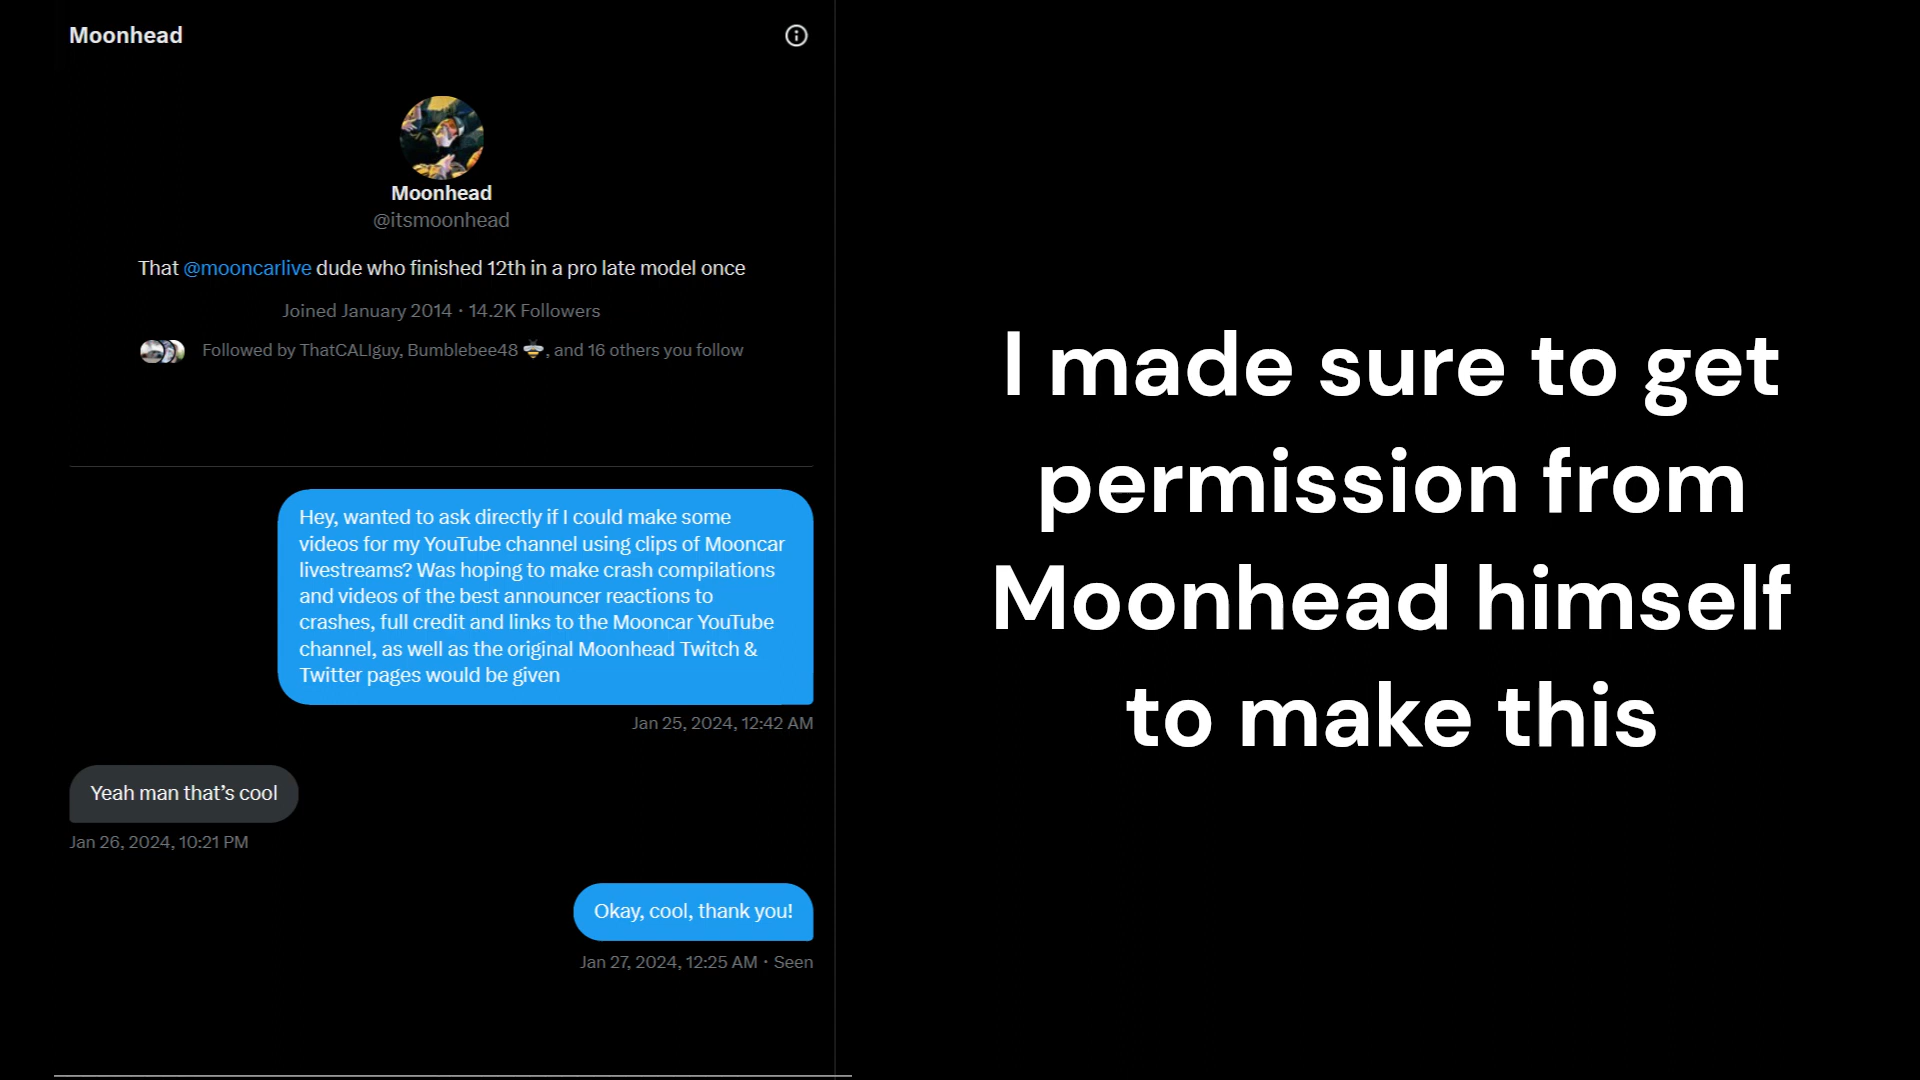 Moonhead
Moonhead
@itsmoonhead
That @mooncarlive dude who finished 12th in a pro late model once
Joined January 2014 · 14.2K Followers
Followed by ThatCALIguy, Bumblebee48 🐝, and 16 others you follow
Hey, wanted to ask directly if I could make some
videos for my YouTube channel using clips of Mooncar
livestreams? Was hoping to make crash compilations
and videos of the best announcer reactions to
crashes, full credit and links to the Mooncar YouTube
channel, as well as the original Moonhead Twitch &
Twitter pages would be given
Jan 25, 2024, 12:42 AM
Yeah man that’s cool
Jan 26, 2024, 10:21 PM
Okay, cool, thank you!
Jan 27, 2024, 12:25 AM · Seen
I made sure to get
permission from
Moonhead himself
to make this